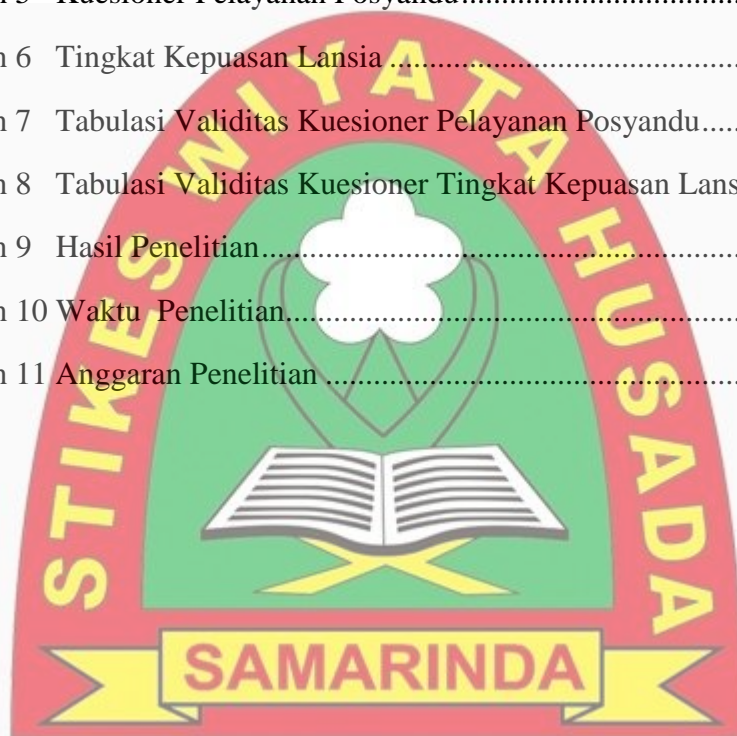 n 5 Kuesioner Pelayanan Posyandu..........................
n 6 Tingkat Kepuasan Lansia ..........................
n 7 Tabulasi Validitas Kuesioner Pelayanan Posyandu.....
n 8 Tabulasi Validitas Kuesioner Tingkat Kepuasan Lans
n 9 Hasil Penelitian..........................
n 10 Waktu Penelitian..........................
n 11 Anggaran Penelitian ..........................
STIKES WIYATA HUSADA
SAMARINDA